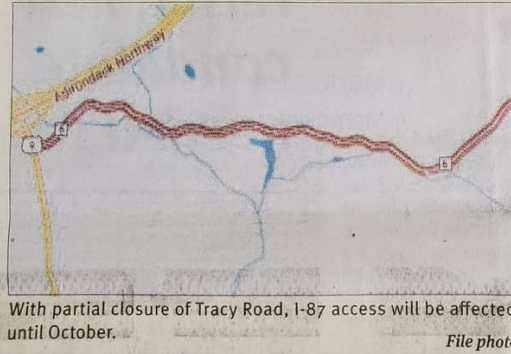 Adirondack Northway
6
9
6
With partial closure of Tracy Road, I-87 access will be affected
until October.
File photo